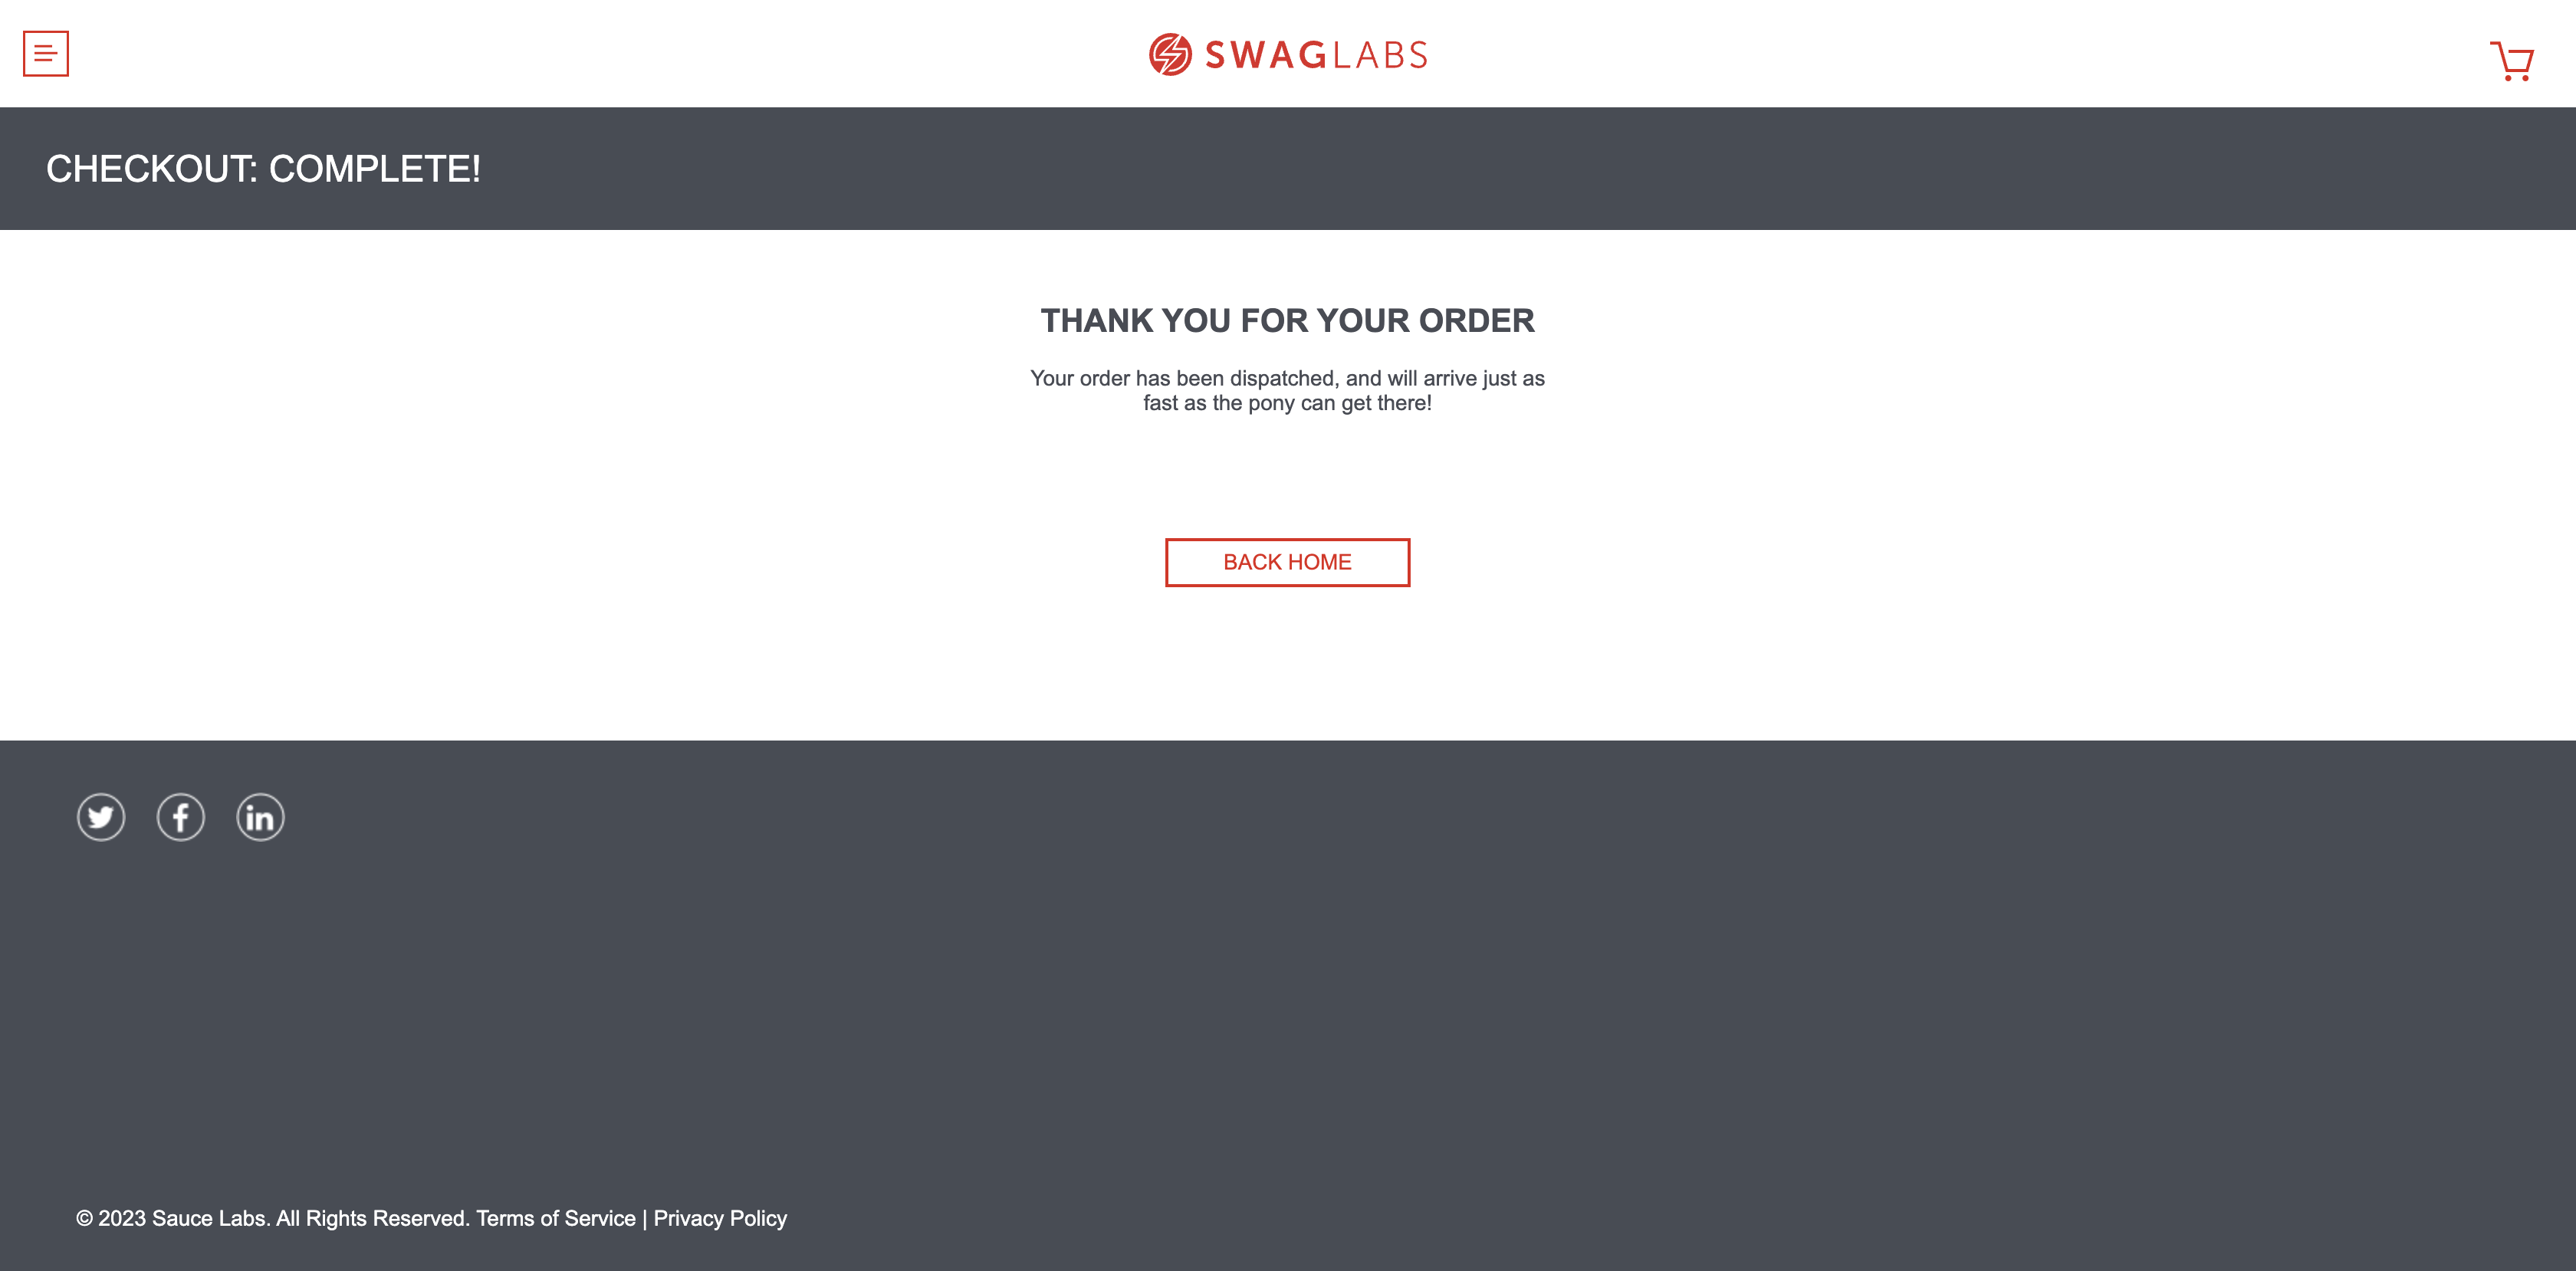 SWAGLABS
CHECKOUT: COMPLETE!
THANK YOU FOR YOUR ORDER
Your order has been dispatched, and will arrive just as
fast as the pony can get there!
BACK HOME
© 2023 Sauce Labs. All Rights Reserved. Terms of Service | Privacy Policy